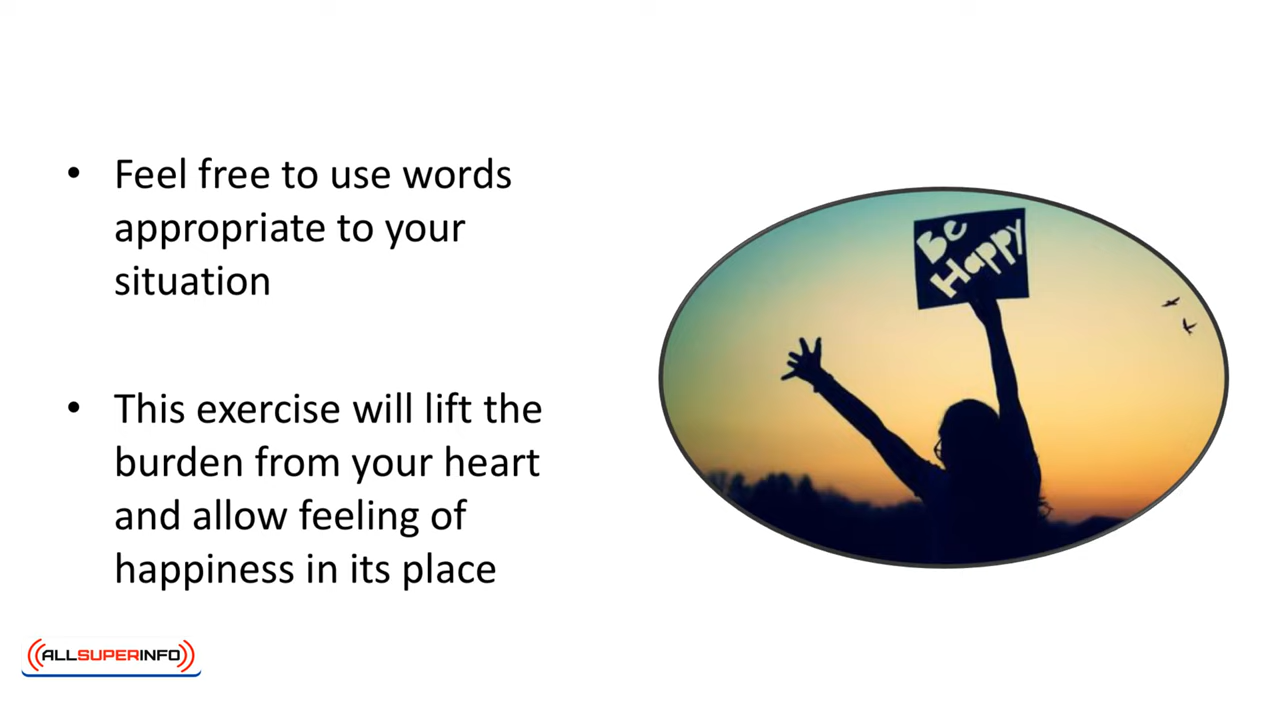 • Feel free to use words
appropriate to your
situation
• This exercise will lift the
burden from your heart
and allow feeling of
happiness in its place
Be
Happy
((ALLSUPERINFO))